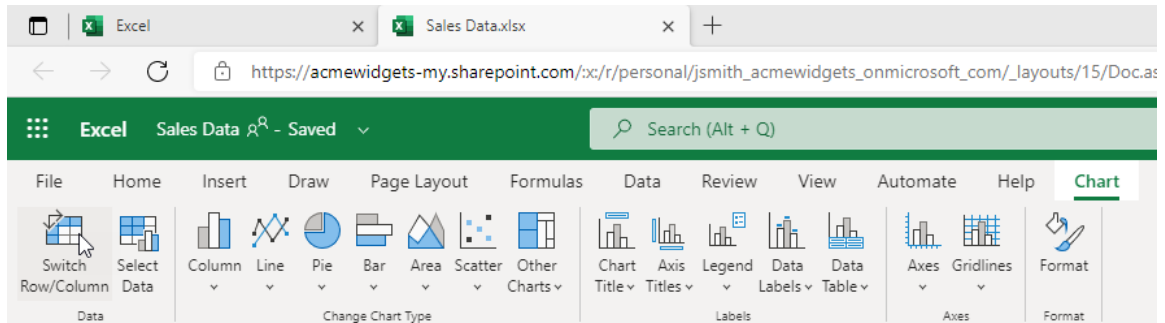 Excel
Sales Data.xlsx
https://acmewidgets-my.sharepoint.com/:x:/r/personal/jsmith_acmewidgets_onmicrosoft_com/_layouts/15/Doc.as
Excel Sales Data - Saved
Search (Alt + Q)
File Home Insert Draw Page Layout Formulas Data Review View Automate Help Chart
Switch Select Column Line Pie Bar Area Scatter Other Chart Axis Legend Data Data Axes Gridlines Format
Row/Column Data Charts Title Titles Labels Table
Data Change Chart Type Labels Axes Format